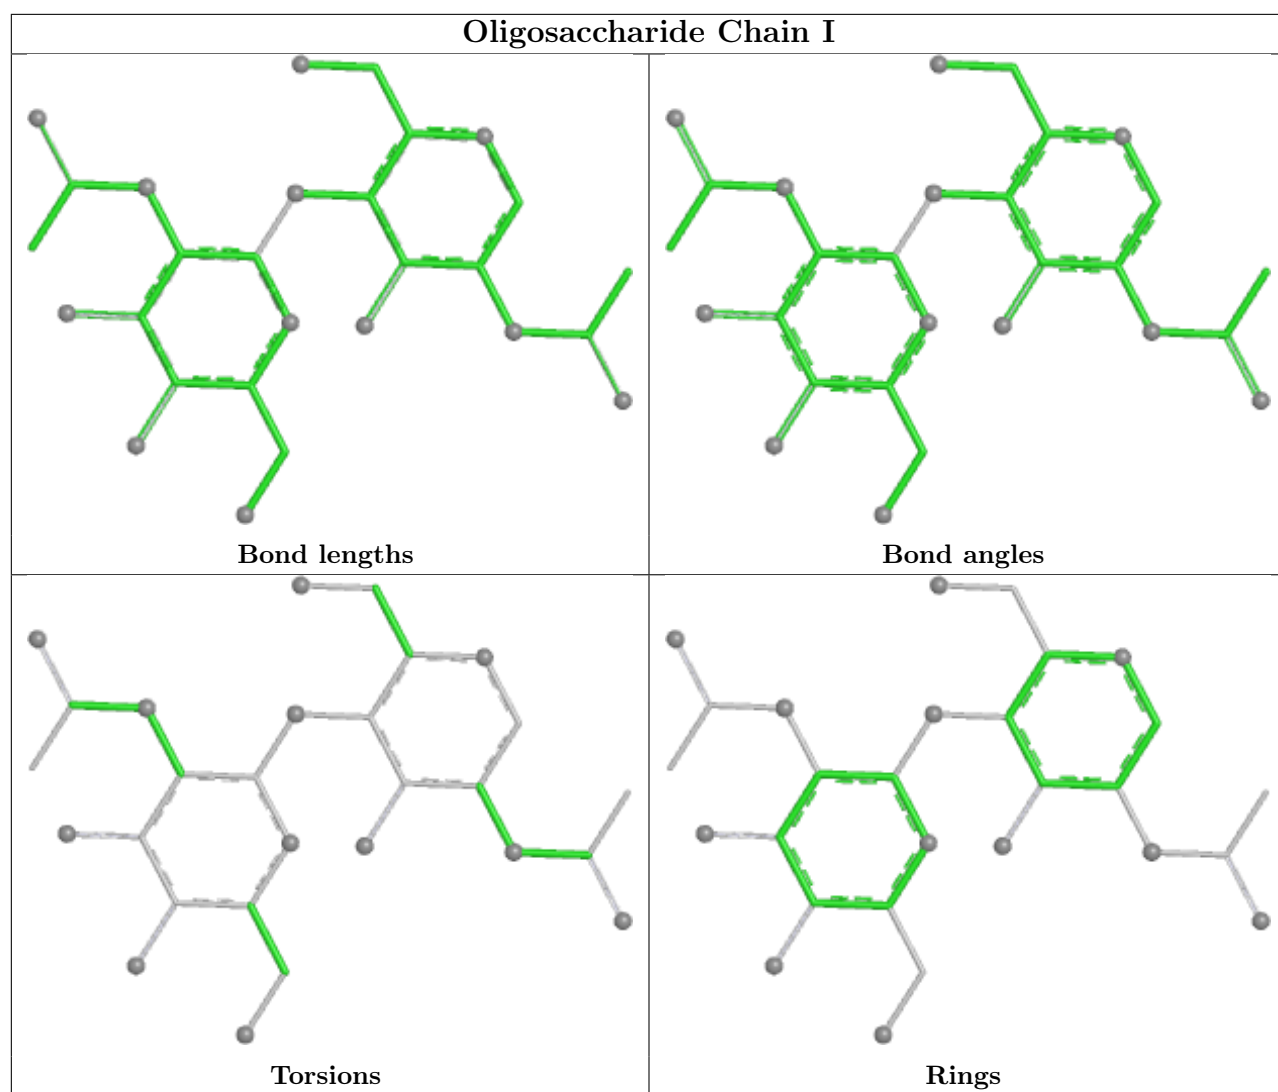 Oligosaccharide Chain I
Bond lengths
Bond angles
Torsions
Rings